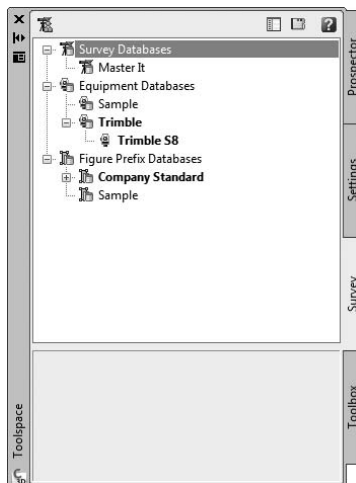 Survey Databases
Master It
Equipment Databases
Sample
Trimble
Trimble S8
Figure Prefix Databases
Company Standard
Sample
Prospector
Settings
Survey
Toolbox
Toolspace